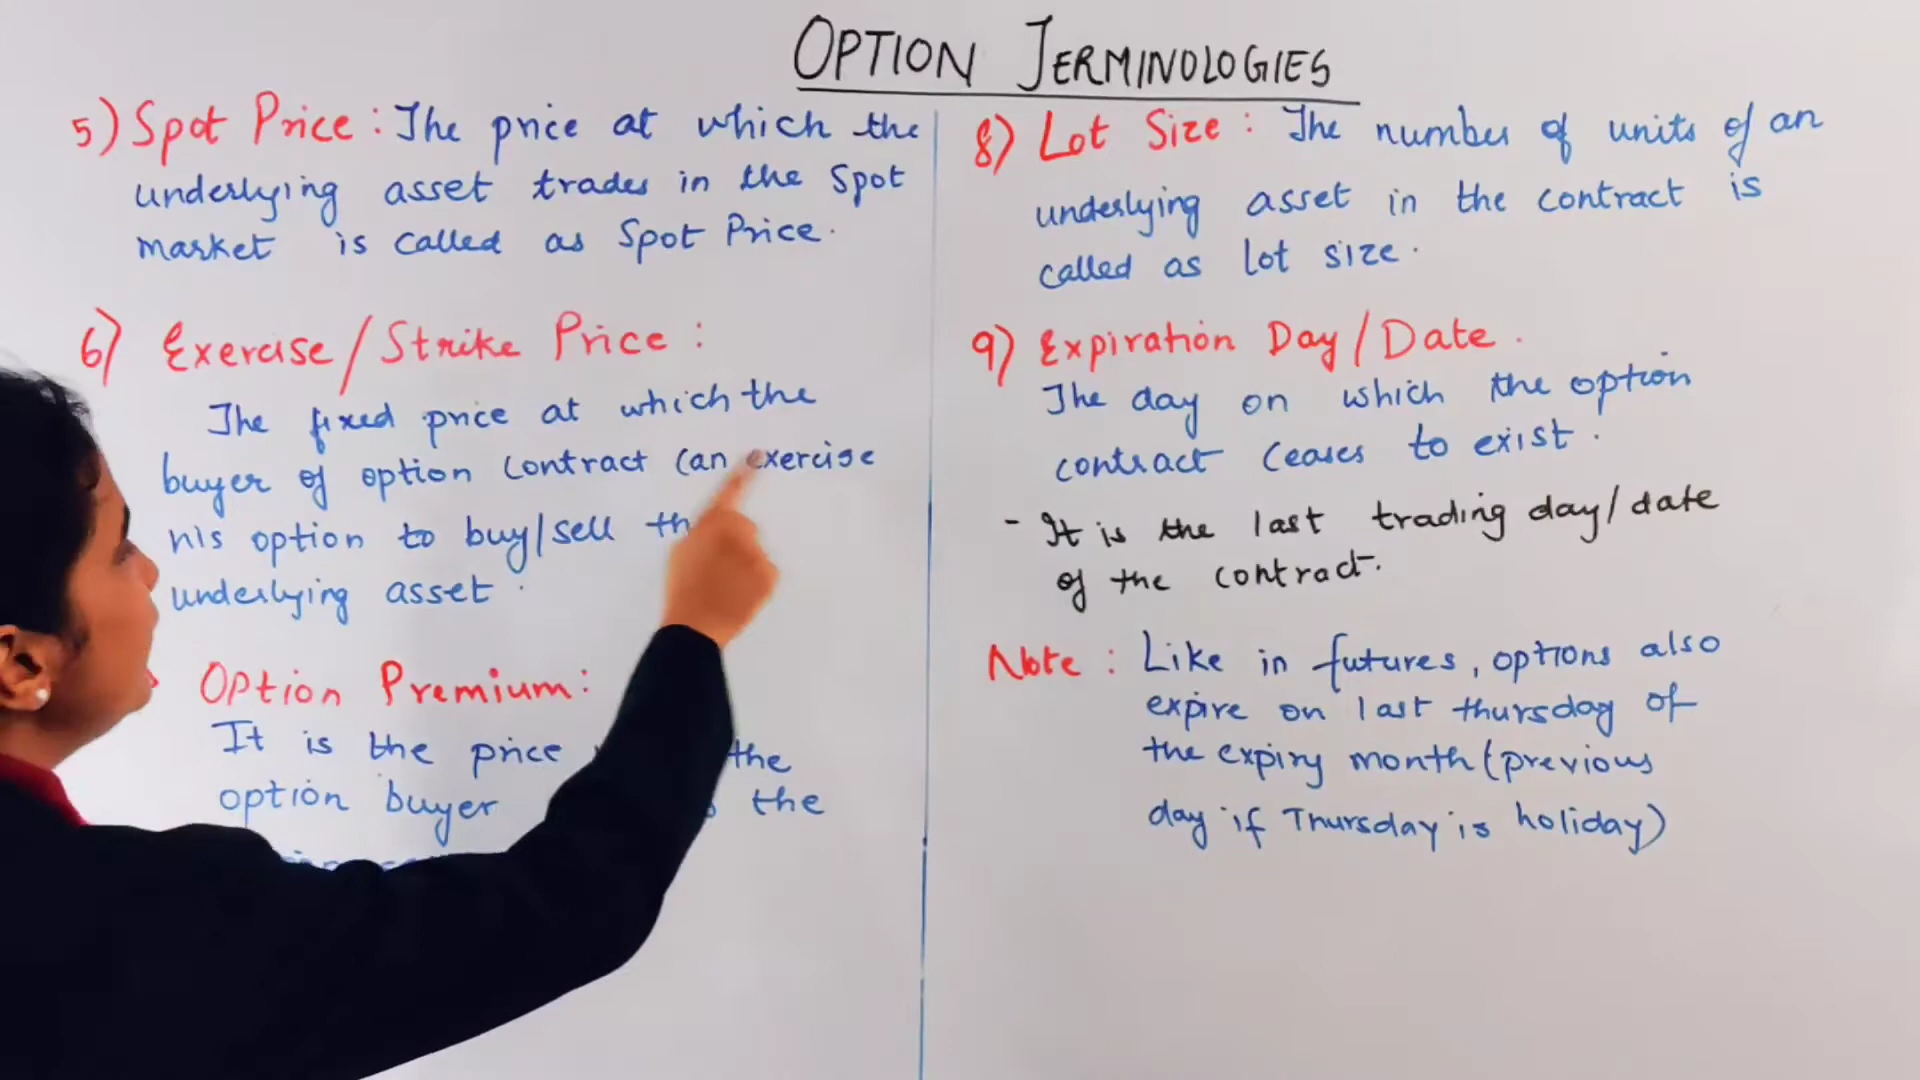 OPTION TERMINOLOGIES
5) Spot Price : The price at which the
underlying asset trades in the Spot
market is called as Spot Price.
6) Exercise/Strike Price :
The fixed price at which the
buyer of option contract can exercise
his option to buy/sell
underlying asset.
Option Premium :
It is the price the
option buyer the
8) Lot Size : The number of units of an
underlying asset in the contract is
called as lot size.
9) Expiration Day/Date.
The day on which the option
contract ceases to exist.
- It is the last trading day/date
of the contract.
Note : Like in futures, options also
expire on last thursday of
the expiry month (previous
day if Thursday is holiday)